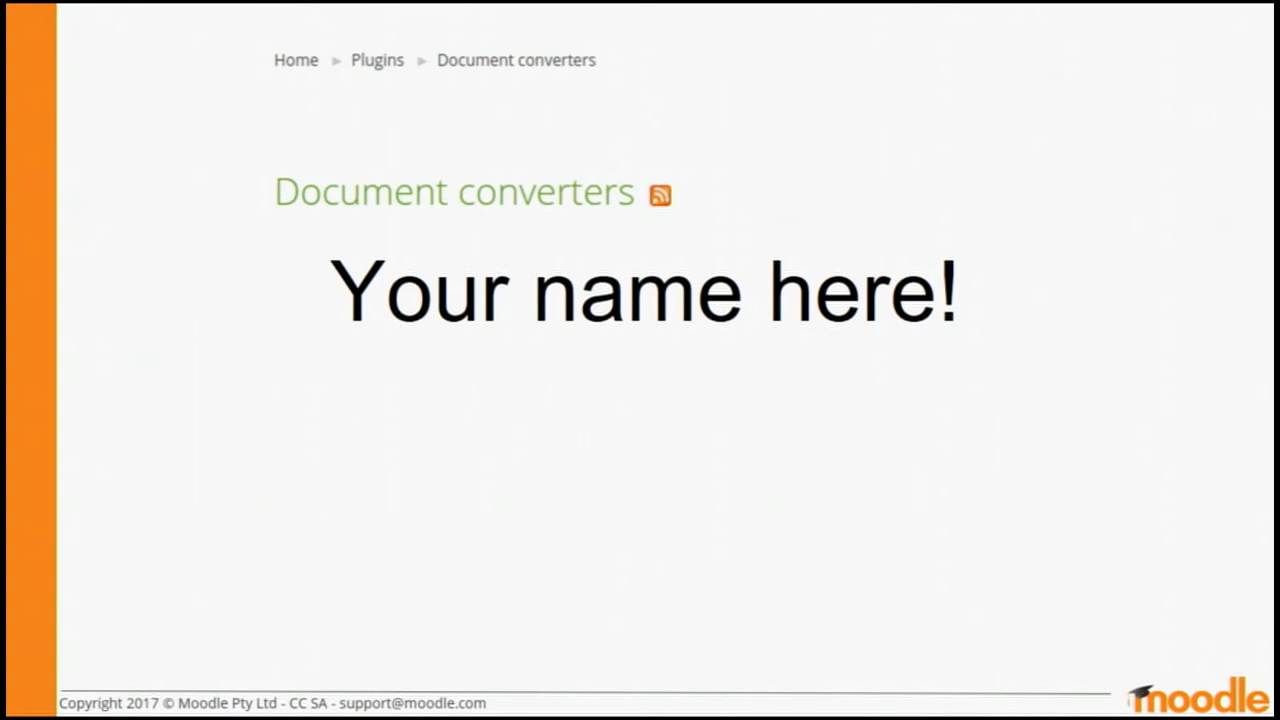 Home ► Plugins ► Document converters
Document converters
Your name here!
Copyright 2017 © Moodle Pty Ltd - CC SA - support@moodle.com
moodle